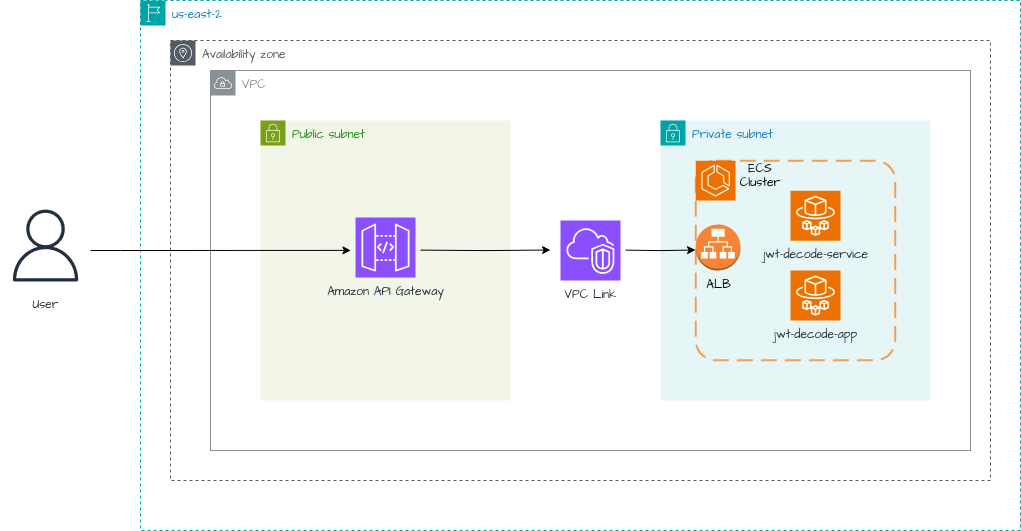 us-east-2
Availability zone
VPC
Public subnet
Private subnet
ECS
Cluster
jwt-decode-service
ALB
jwt-decode-app
Amazon API Gateway
VPC Link
User